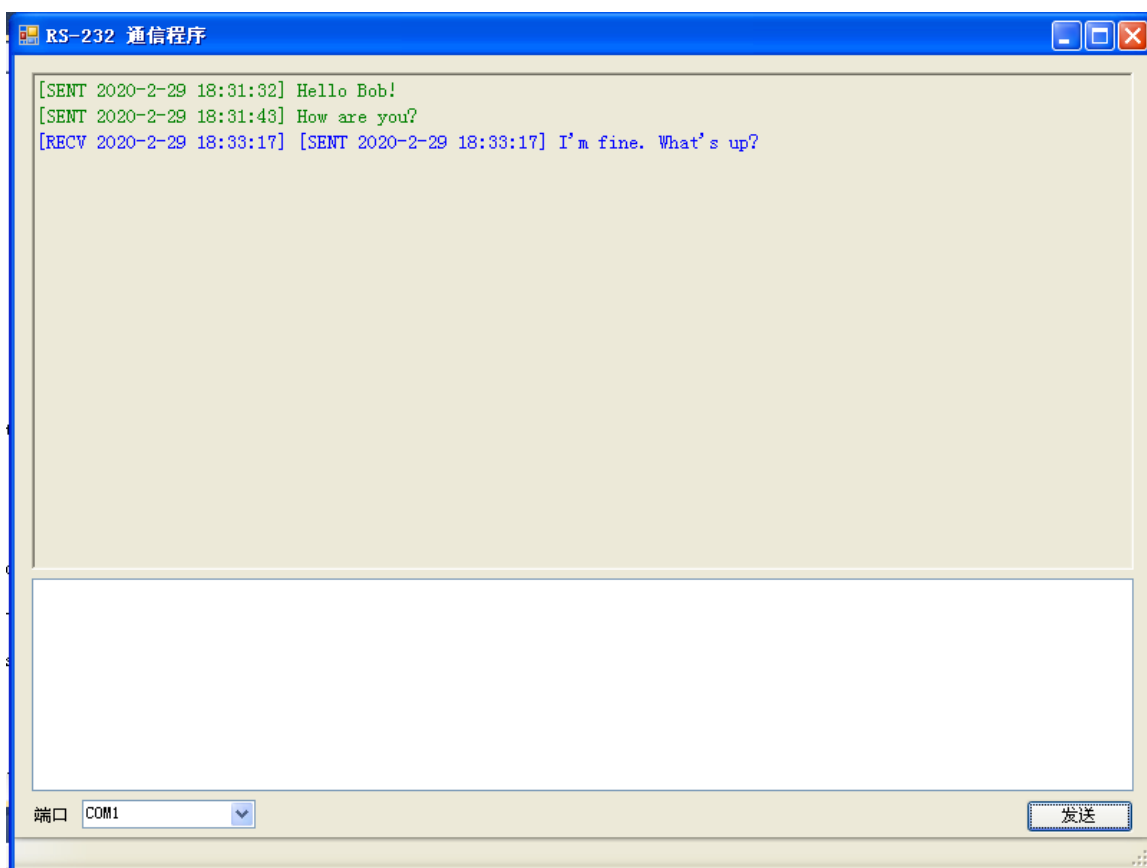 RS-232 通信程序
[SENT 2020-2-29 18:31:32] Hello Bob!
[SENT 2020-2-29 18:31:43] How are you?
[RECV 2020-2-29 18:33:17] [SENT 2020-2-29 18:33:17] I'm fine. What's up?
端口 COM1 发送